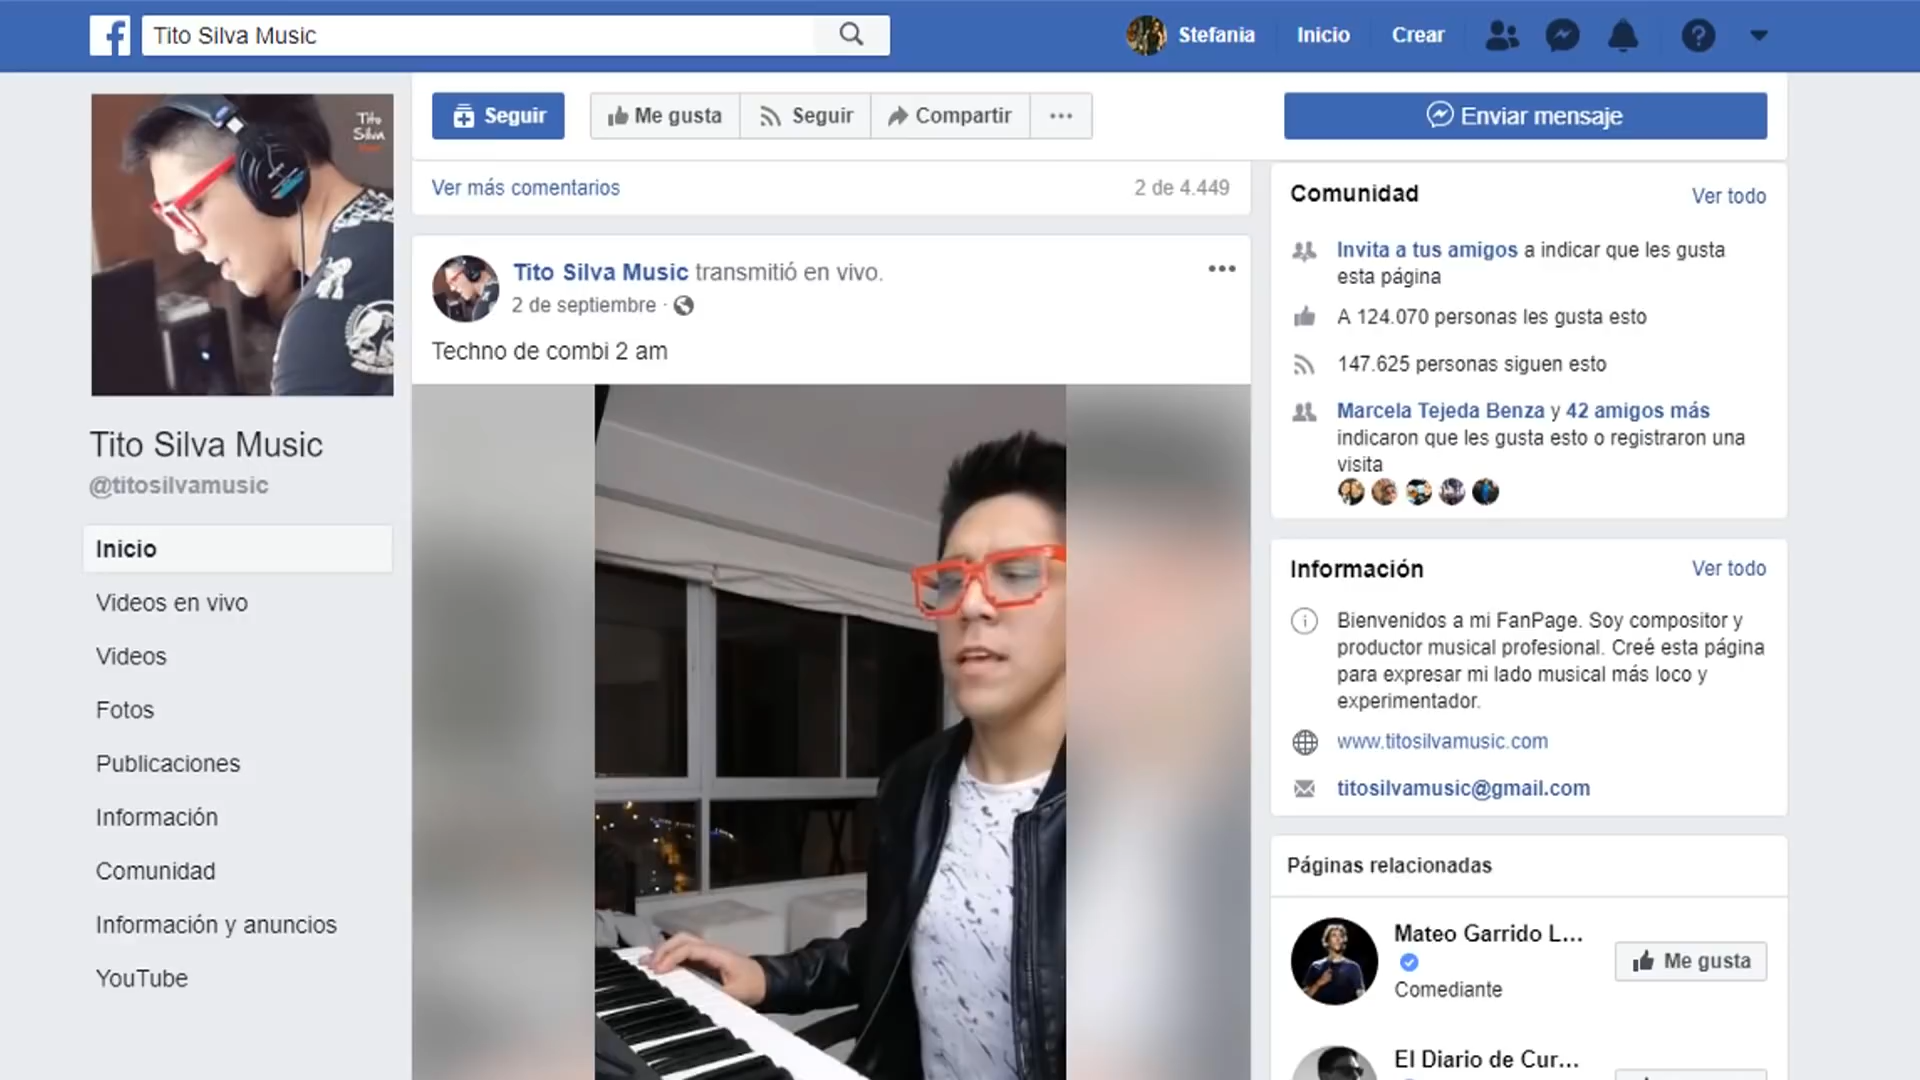 Tito Silva Music
Stefania
Inicio
Crear
Tito
Silva
Seguir
Me gusta
Seguir
Compartir
Enviar mensaje
Ver más comentarios
2 de 4.449
Tito Silva Music transmitió en vivo.
2 de septiembre ·
Techno de combi 2 am
Tito Silva Music
@titosilvamusic
Inicio
Videos en vivo
Videos
Fotos
Publicaciones
Información
Comunidad
Información y anuncios
YouTube
Comunidad
Ver todo
Invita a tus amigos a indicar que les gusta
esta página
A 124.070 personas les gusta esto
147.625 personas siguen esto
Marcela Tejeda Benza y 42 amigos más
indicaron que les gusta esto o registraron una
visita
Información
Ver todo
Bienvenidos a mi FanPage. Soy compositor y
productor musical profesional. Creé esta página
para expresar mi lado musical más loco y
experimentador.
www.titosilvamusic.com
titosilvamusic@gmail.com
Páginas relacionadas
Mateo Garrido L...
Comediante
Me gusta
El Diario de Cur...